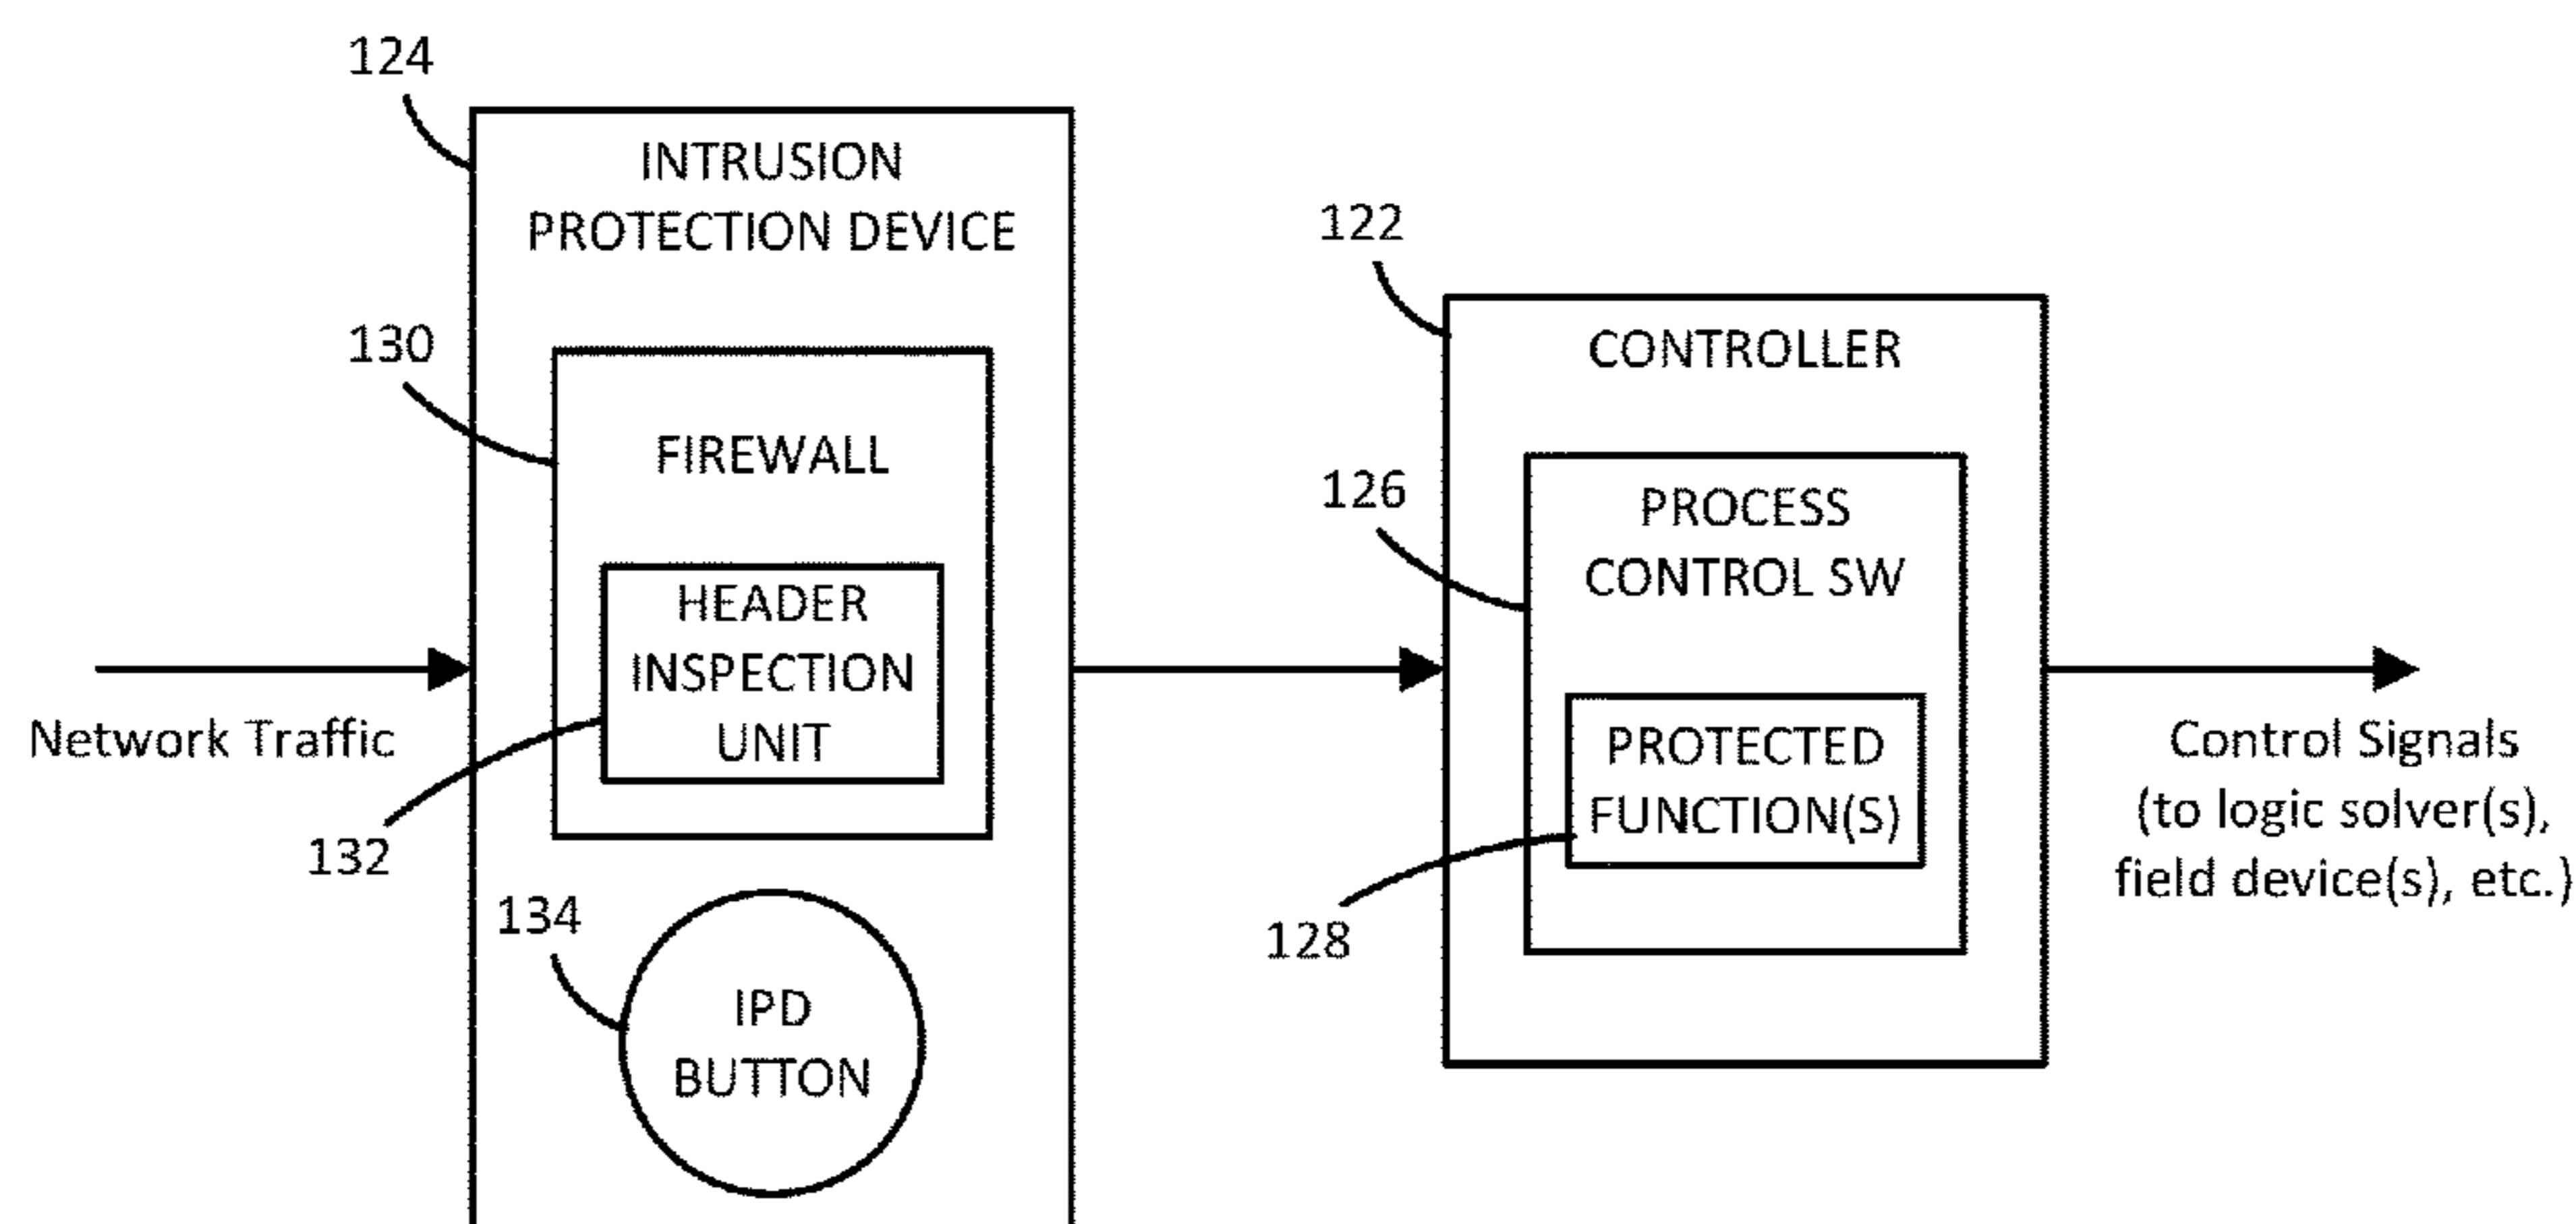 124
INTRUSION
PROTECTION DEVICE
130
FIREWALL
HEADER
INSPECTION
UNIT
132
134
IPD
BUTTON
Network Traffic
122
CONTROLLER
126
PROCESS
CONTROL SW
PROTECTED
FUNCTION(S)
128
Control Signals
(to logic solver(s),
field device(s), etc.)